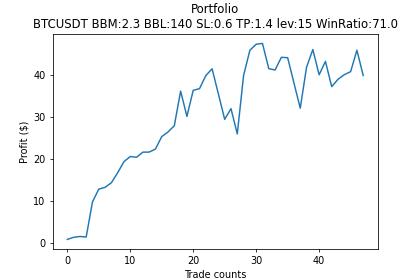 Portfolio
BTCUSDT BBM:2.3 BBL:140 SL:0.6 TP:1.4 lev:15 WinRatio:71.0
40
30
20
10
0
Profit ($)
0 10 20 30 40
Trade counts